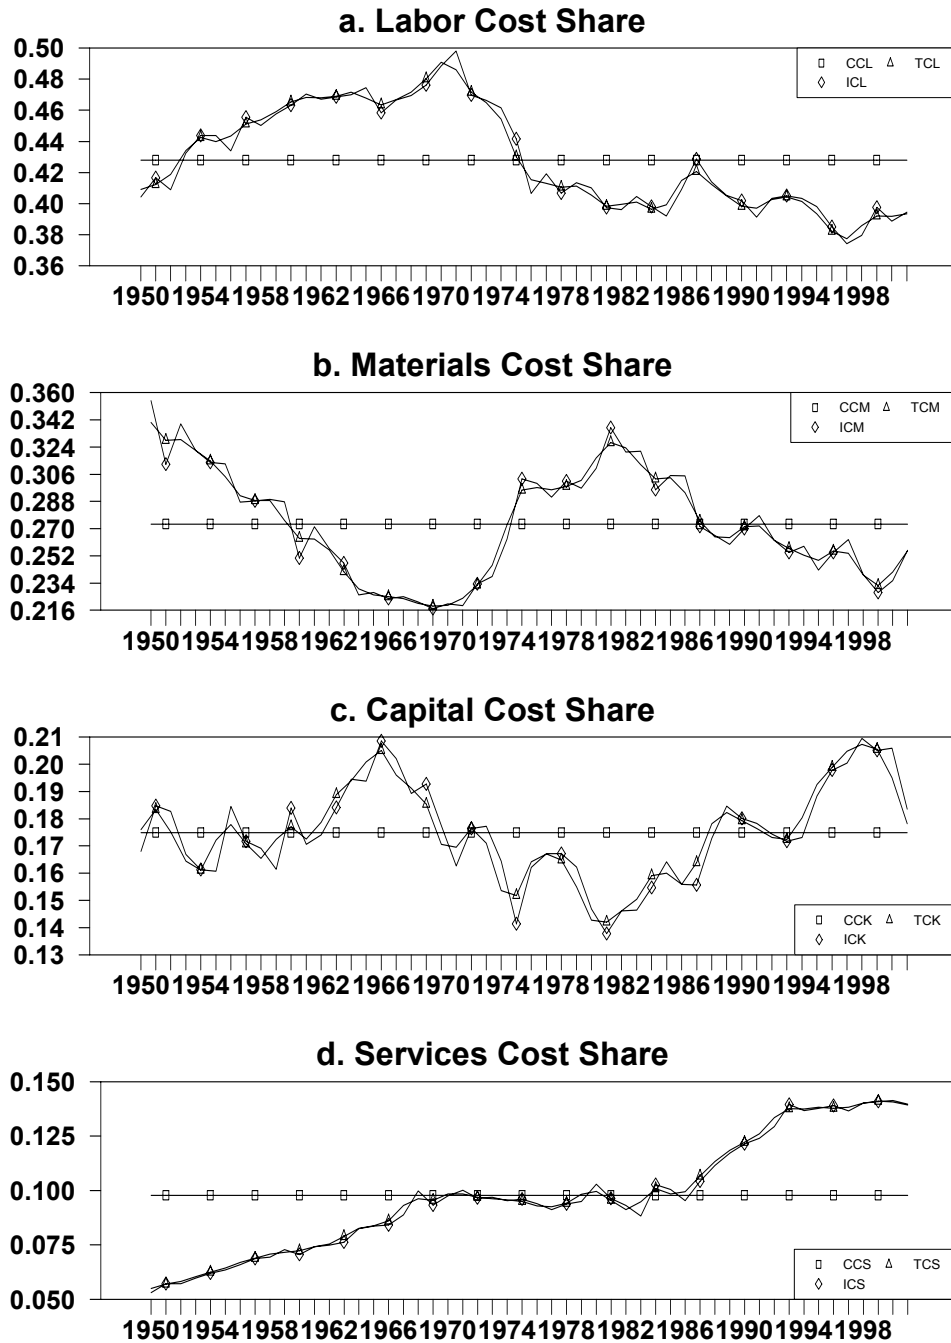 a. Labor Cost Share
0.50
0.48
0.46
0.44
0.42
0.40
0.38
0.36
CCL TCL
ICL
1950 1954 1958 1962 1966 1970 1974 1978 1982 1986 1990 1994 1998
b. Materials Cost Share
0.360
0.342
0.324
0.306
0.288
0.270
0.252
0.234
0.216
CCM TCM
ICM
1950 1954 1958 1962 1966 1970 1974 1978 1982 1986 1990 1994 1998
c. Capital Cost Share
0.21
0.20
0.19
0.18
0.17
0.16
0.15
0.14
0.13
CCK TCK
ICK
1950 1954 1958 1962 1966 1970 1974 1978 1982 1986 1990 1994 1998
d. Services Cost Share
0.150
0.125
0.100
0.075
0.050
CCS TCS
ICS
1950 1954 1958 1962 1966 1970 1974 1978 1982 1986 1990 1994 1998